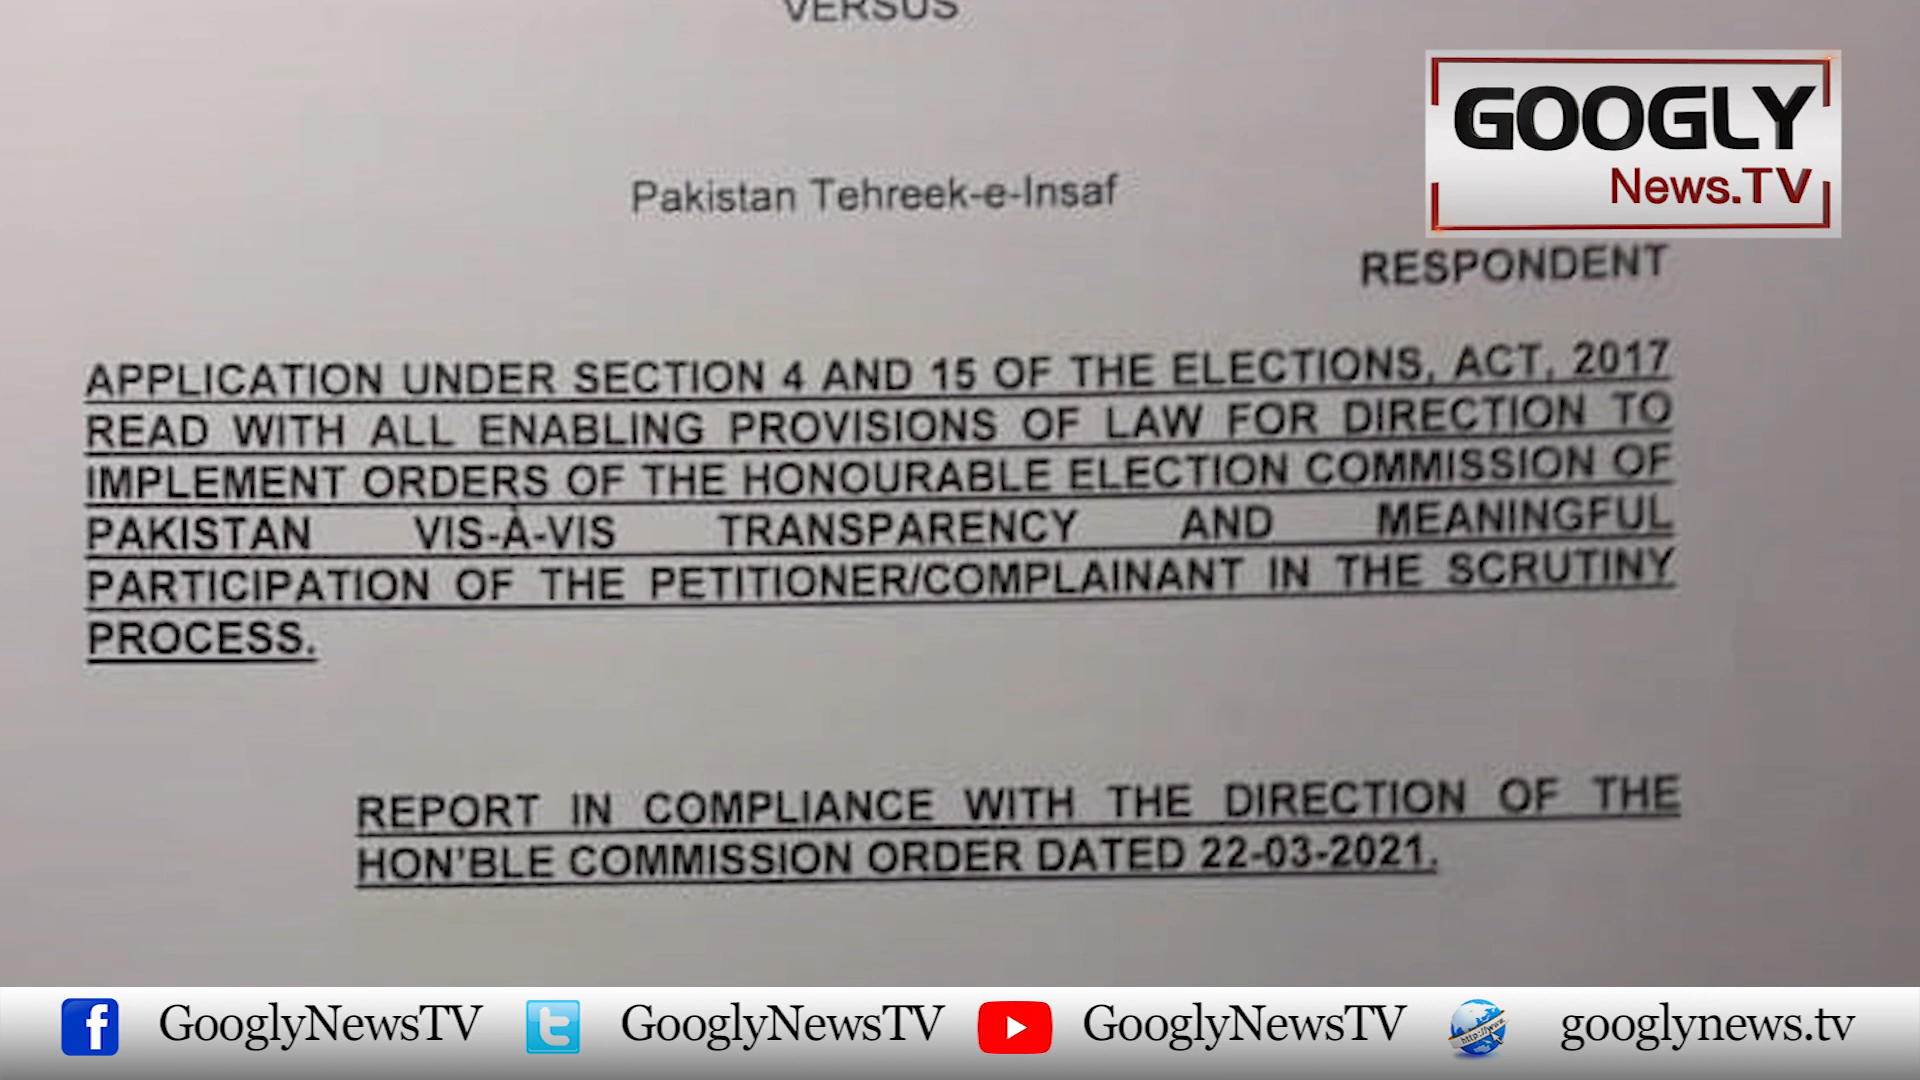 VERSUS
GOOGLY
News.TV
Pakistan Tehreek-e-Insaf
RESPONDENT
APPLICATION UNDER SECTION 4 AND 15 OF THE ELECTIONS, ACT, 2017
READ WITH ALL ENABLING PROVISIONS OF LAW FOR DIRECTION TO
IMPLEMENT ORDERS OF THE HONOURABLE ELECTION COMMISSION OF
PAKISTAN VIS-À-VIS TRANSPARENCY AND MEANINGFUL
PARTICIPATION OF THE PETITIONER/COMPLAINANT IN THE SCRUTINY
PROCESS.
REPORT IN COMPLIANCE WITH THE DIRECTION OF THE
HON'BLE COMMISSION ORDER DATED 22-03-2021.
GooglyNewsTV GooglyNewsTV GooglyNewsTV http://www. googlynews.tv